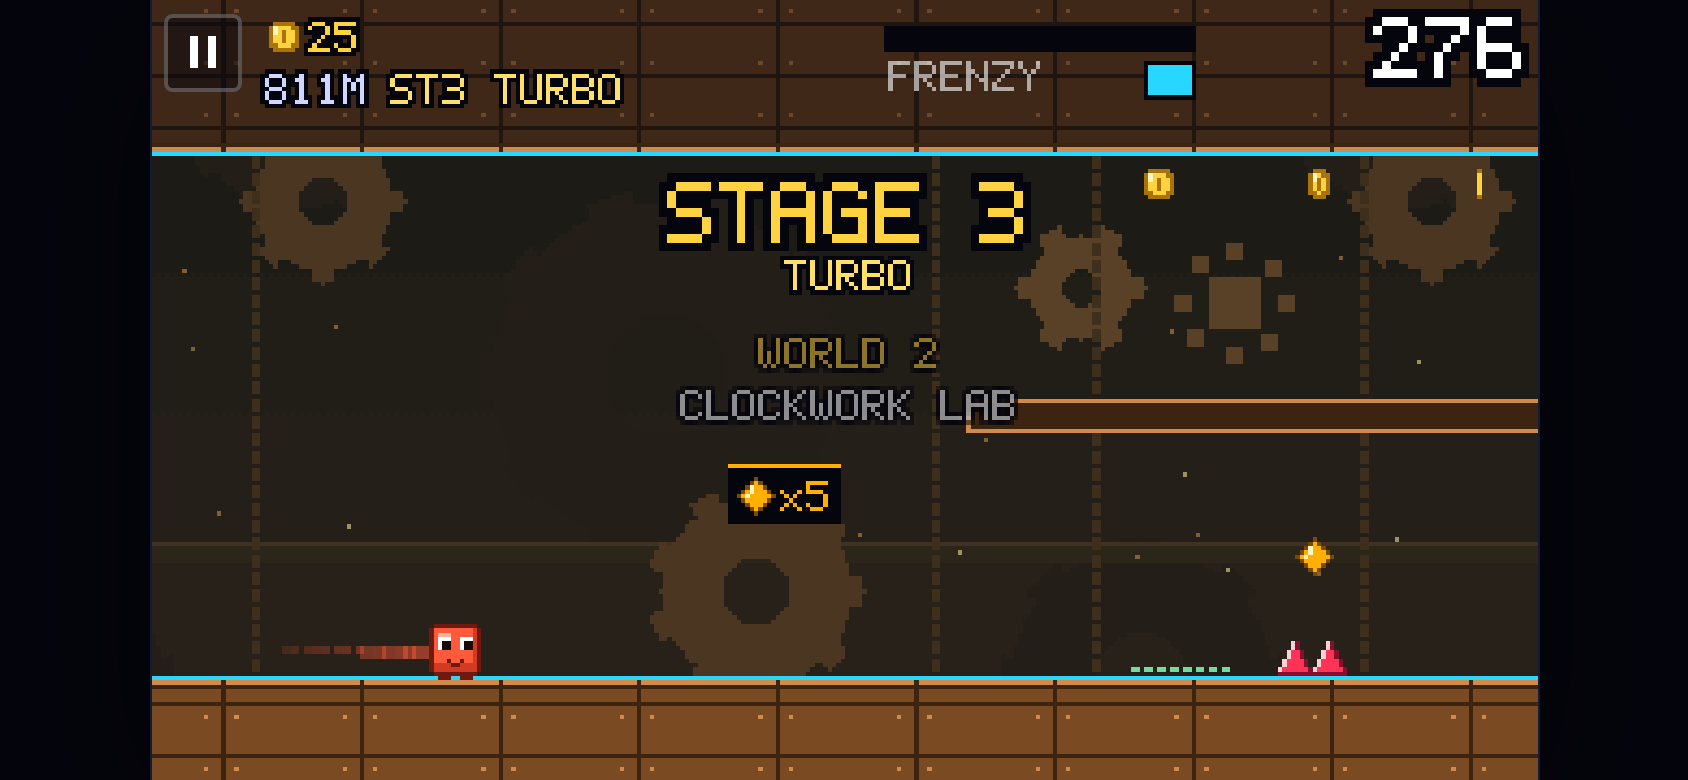 25
811M ST3 TURBO
FRENZY
276
STAGE 3
TURBO
WORLD 2
CLOCKWORK LAB
x5